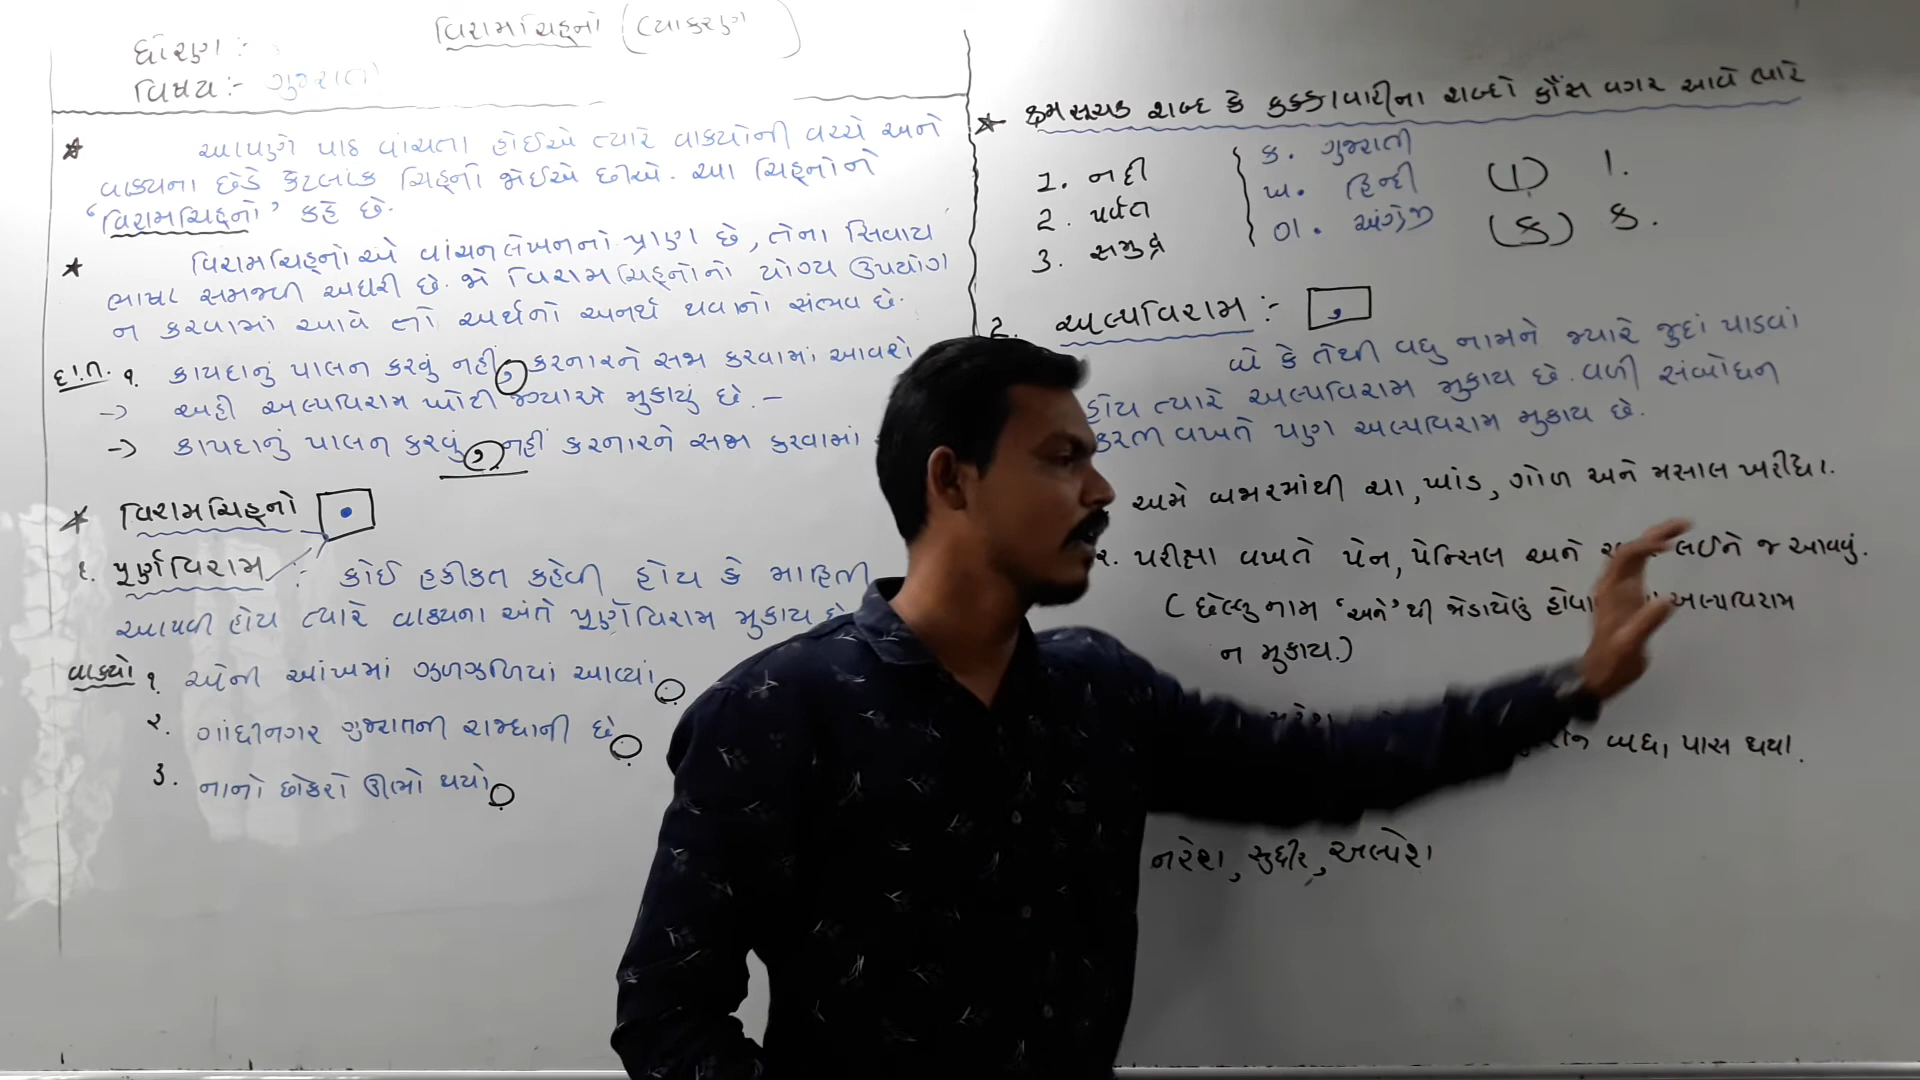 ધોરણ :-
વિષય :- ગુજરાતી
વિરામચિહ્નો (વ્યાકરણ)
* આપણે પાઠ વાંચતા હોઈએ ત્યારે વાક્યોની વચ્ચે અને
વાક્યના છેડે કેટલાંક ચિહ્નો જોઈએ છીએ. આ ચિહ્નોને
‘વિરામચિહ્નો’ કહે છે.
* વિરામચિહ્નો એ વાંચનલેખનનો પ્રાણ છે, તેના સિવાય
ભાષા સમજવી અઘરી છે. જો વિરામચિહ્નોનો યોગ્ય ઉપયોગ
ન કરવામાં આવે તો અર્થનો અનર્થ થવાનો સંભવ છે.
દા.ત. ૧. કાયદાનું પાલન કરવું નહીં, કરનારને સજા કરવામાં આવશે
-> અહી અલ્પવિરામ ખોટી જગ્યાએ મુકાયું છે. –
-> કાયદાનું પાલન કરવું, નહીં કરનારને સજા કરવામાં
* વિરામચિહ્નો .
૧. પૂર્ણવિરામ :- કોઈ હકીકત કહેવી હોય કે માહિતી
આપવી હોય ત્યારે વાક્યના અંતે પૂર્ણવિરામ મુકાય છે
વાક્યો ૧. એની આંખમાં ઝળઝળિયાં આવ્યાં.
૨. ગાંધીનગર ગુજરાતની રાજધાની છે.
૩. નાનો છોકરો ઊભો થયો.
* ક્રમસૂચક શબ્દ કે કક્કાવારીના શબ્દો કૌંસ વગર આવે ત્યારે
1. નદી
2. પર્વત
3. સમુદ્ર
ક. ગુજરાતી
ખ. હિન્દી
ગ. અંગ્રેજી
(1) 1.
(ક) ક.
2. અલ્પવિરામ :- ,
બે કે તેથી વધુ નામને જ્યારે જુદાં પાડવાં
હોય ત્યારે અલ્પવિરામ મુકાય છે. વળી સંબોધન
કરતી વખતે પણ અલ્પવિરામ મુકાય છે.
અમે બજારમાંથી ચા, ખાંડ, ગોળ અને મસાલ ખરીદ્યા.
૨. પરીક્ષા વખતે પેન, પેન્સિલ અને લઈને જ આવવું.
( છેલ્લુ નામ ‘અને’ થી જોડાયેલું અલ્પવિરામ
ન મુકાય.)
બધા પાસ થયા.
નરેશ, સુધીર, અલ્પેશ